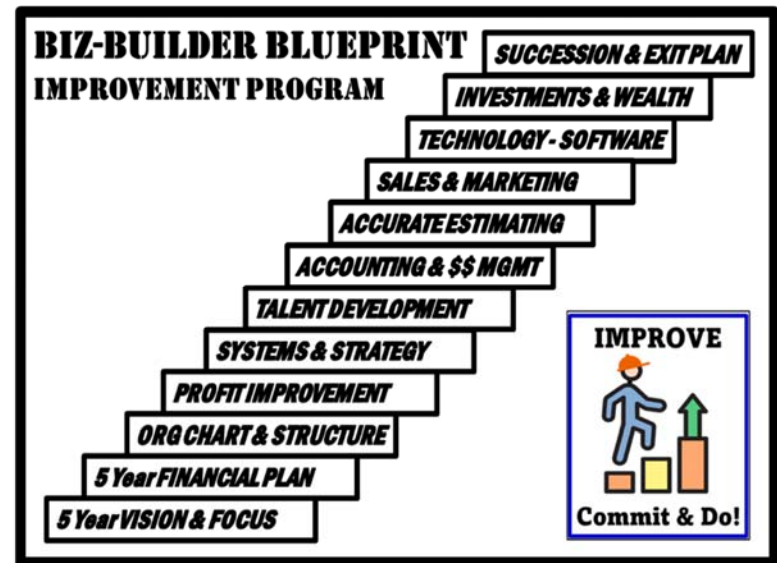 BIZ-BUILDER BLUEPRINT
IMPROVEMENT PROGRAM
SUCCESSION & EXIT PLAN
INVESTMENTS & WEALTH
TECHNOLOGY - SOFTWARE
SALES & MARKETING
ACCURATE ESTIMATING
ACCOUNTING & $$ MGMT
TALENT DEVELOPMENT
SYSTEMS & STRATEGY
PROFIT IMPROVEMENT
ORG CHART & STRUCTURE
5 Year FINANCIAL PLAN
5 Year VISION & FOCUS
IMPROVE
Commit & Do!